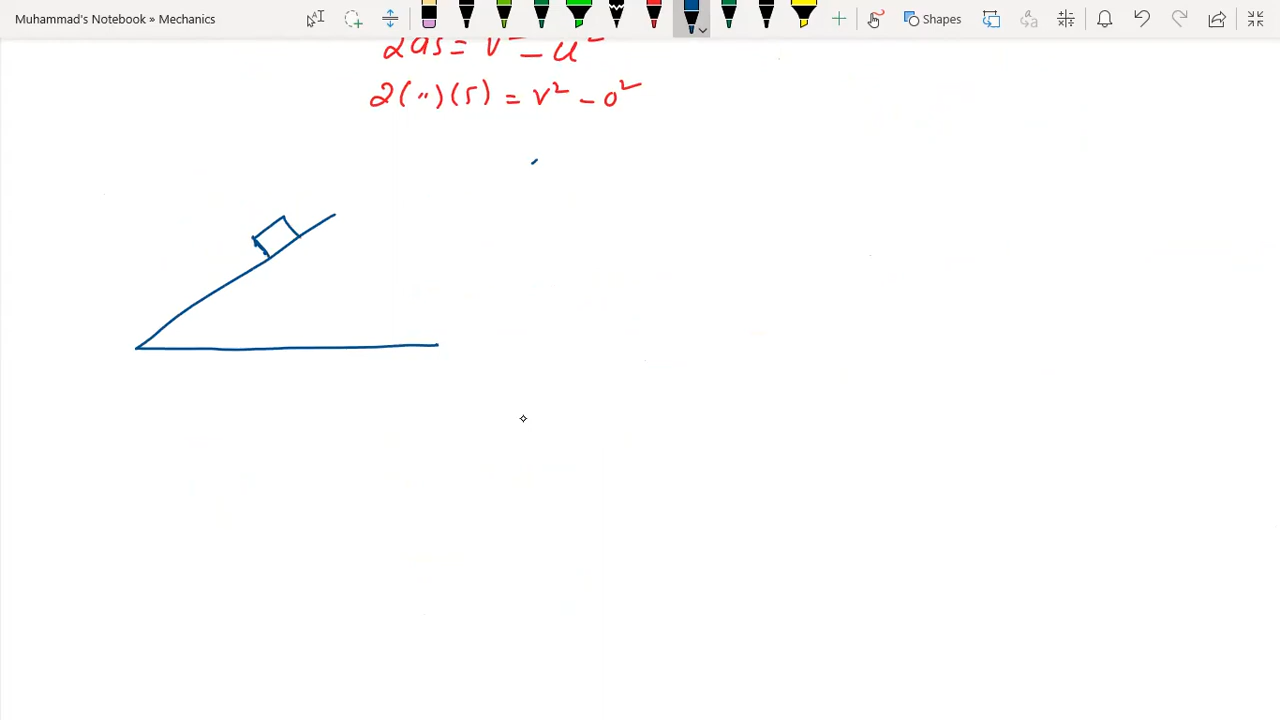 Muhammad's Notebook » Mechanics
Shapes
2as = v² - u²
2(")(5) = v² - 0²